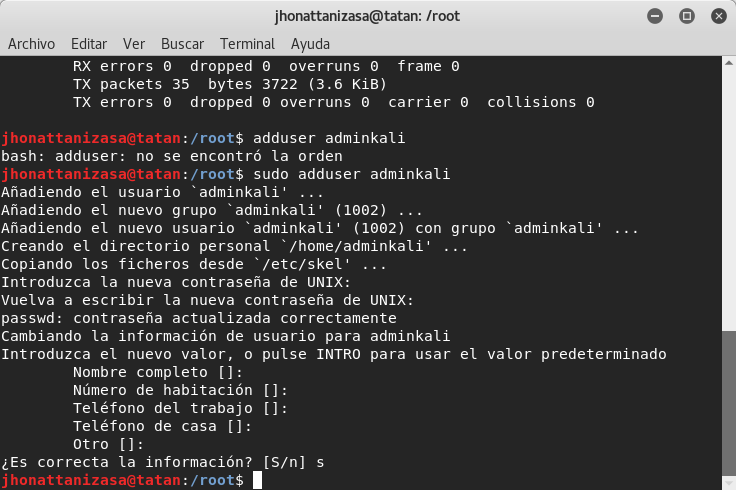 jhonattanizasa@tatan: /root
Archivo Editar Ver Buscar Terminal Ayuda
RX errors 0  dropped 0  overruns 0  frame 0
TX packets 35  bytes 3722 (3.6 KiB)
TX errors 0  dropped 0 overruns 0  carrier 0  collisions 0
jhonattanizasa@tatan:/root$ adduser adminkali
bash: adduser: no se encontró la orden
jhonattanizasa@tatan:/root$ sudo adduser adminkali
Añadiendo el usuario `adminkali' ...
Añadiendo el nuevo grupo `adminkali' (1002) ...
Añadiendo el nuevo usuario `adminkali' (1002) con grupo `adminkali' ...
Creando el directorio personal `/home/adminkali' ...
Copiando los ficheros desde `/etc/skel' ...
Introduzca la nueva contraseña de UNIX:
Vuelva a escribir la nueva contraseña de UNIX:
passwd: contraseña actualizada correctamente
Cambiando la información de usuario para adminkali
Introduzca el nuevo valor, o pulse INTRO para usar el valor predeterminado
Nombre completo []:
Número de habitación []:
Teléfono del trabajo []:
Teléfono de casa []:
Otro []:
¿Es correcta la información? [S/n] s
jhonattanizasa@tatan:/root$